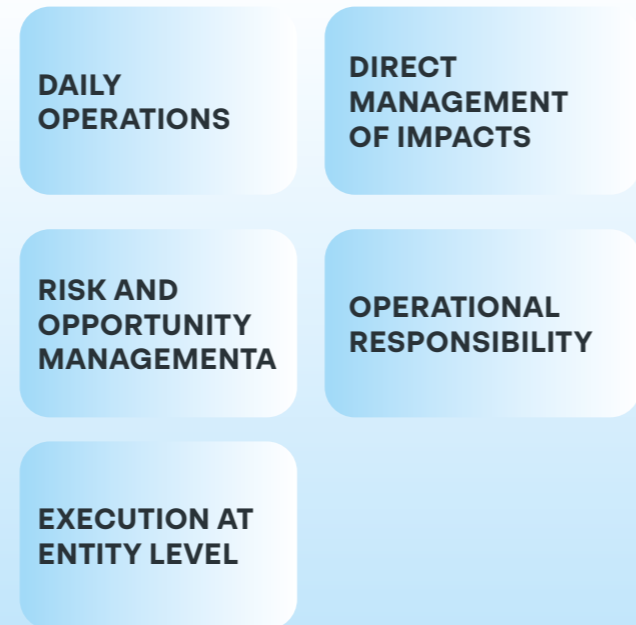 DAILY
OPERATIONS
DIRECT
MANAGEMENT
OF IMPACTS
RISK AND
OPPORTUNITY
MANAGEMENTA
OPERATIONAL
RESPONSIBILITY
EXECUTION AT
ENTITY LEVEL